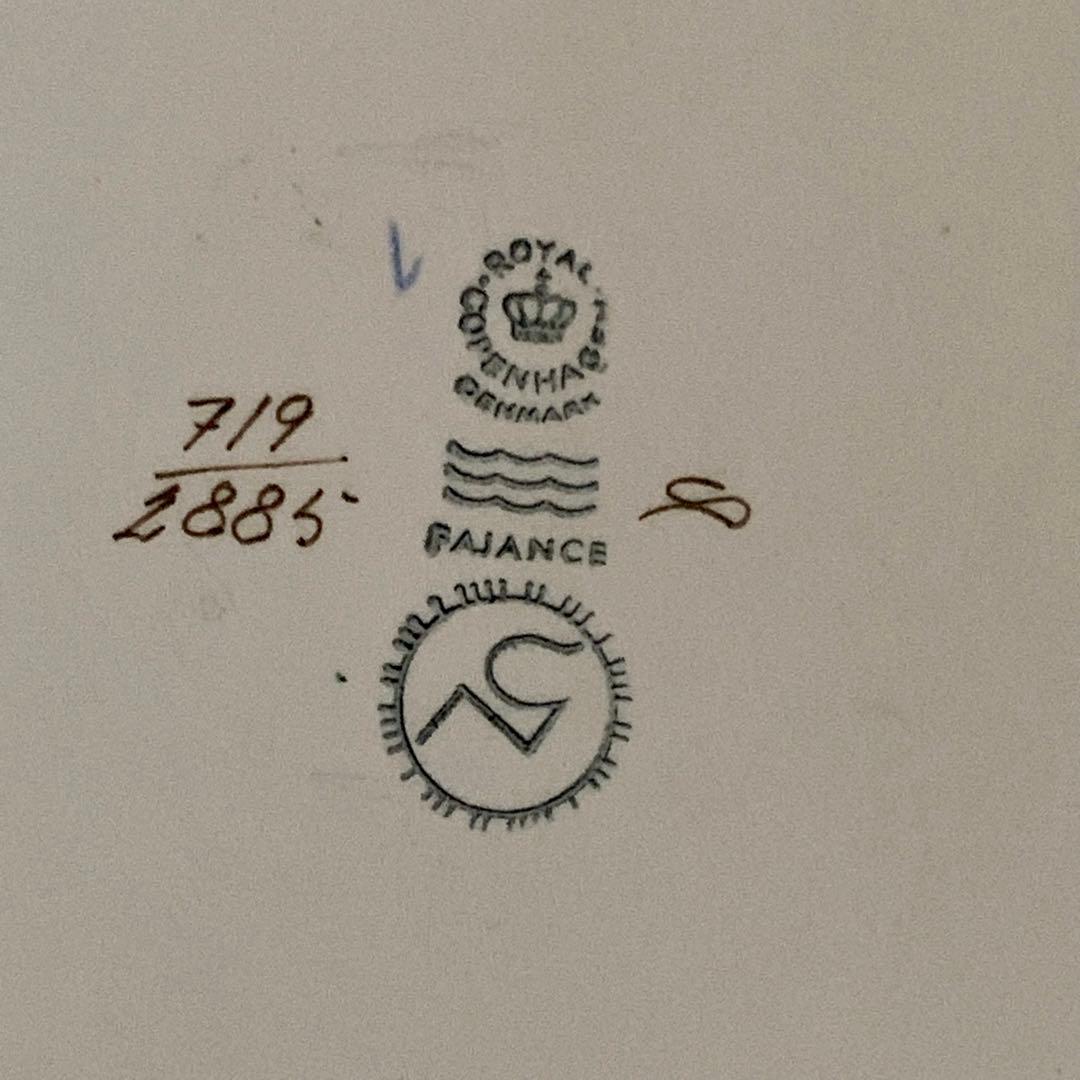 ROYAL
COPENHAGEN
DENMARK
719
2885
FAJANCE